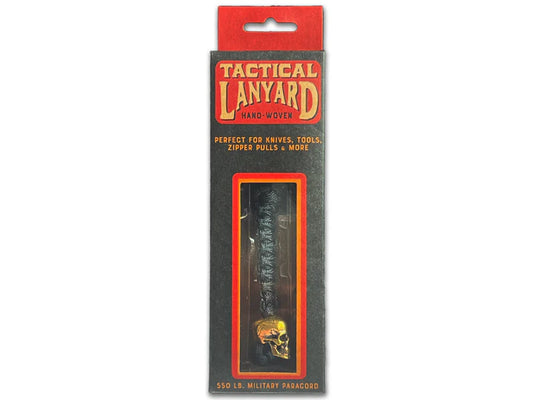 TACTICAL
LANYARD
HAND-WOVEN
PERFECT FOR KNIVES, TOOLS,
ZIPPER PULLS & MORE
550 LB. MILITARY PARACORD